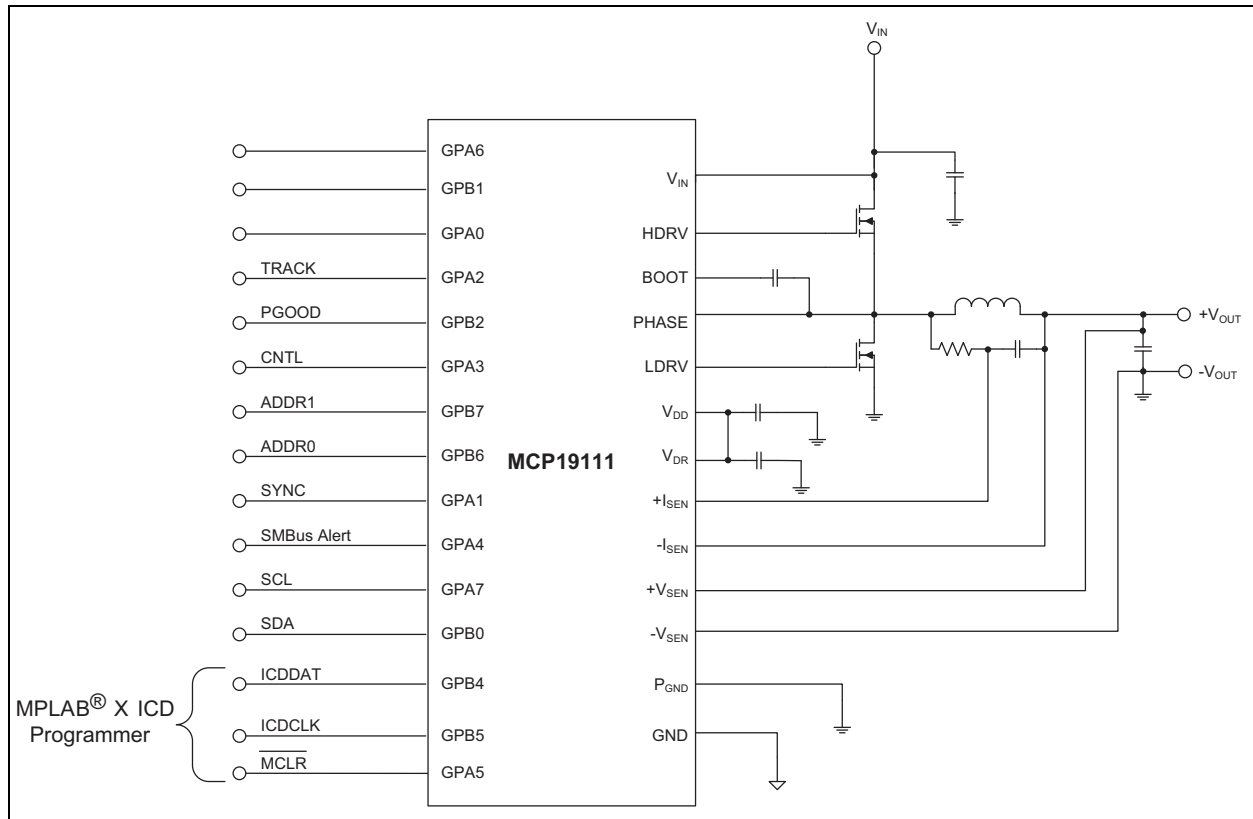 V_IN
GPA6
GPB1
GPA0
TRACK GPA2
PGOOD GPB2
CNTL GPA3
ADDR1 GPB7
ADDR0 GPB6
SYNC GPA1
SMBus Alert GPA4
SCL GPA7
SDA GPB0
ICDDAT GPB4
ICDCLK GPB5
MCLR GPA5
MPLAB® X ICD
Programmer
MCP19111
V_IN
HDRV
BOOT
PHASE
LDRV
V_DD
V_DR
+I_SEN
-I_SEN
+V_SEN
-V_SEN
P_GND
GND
+V_OUT
-V_OUT